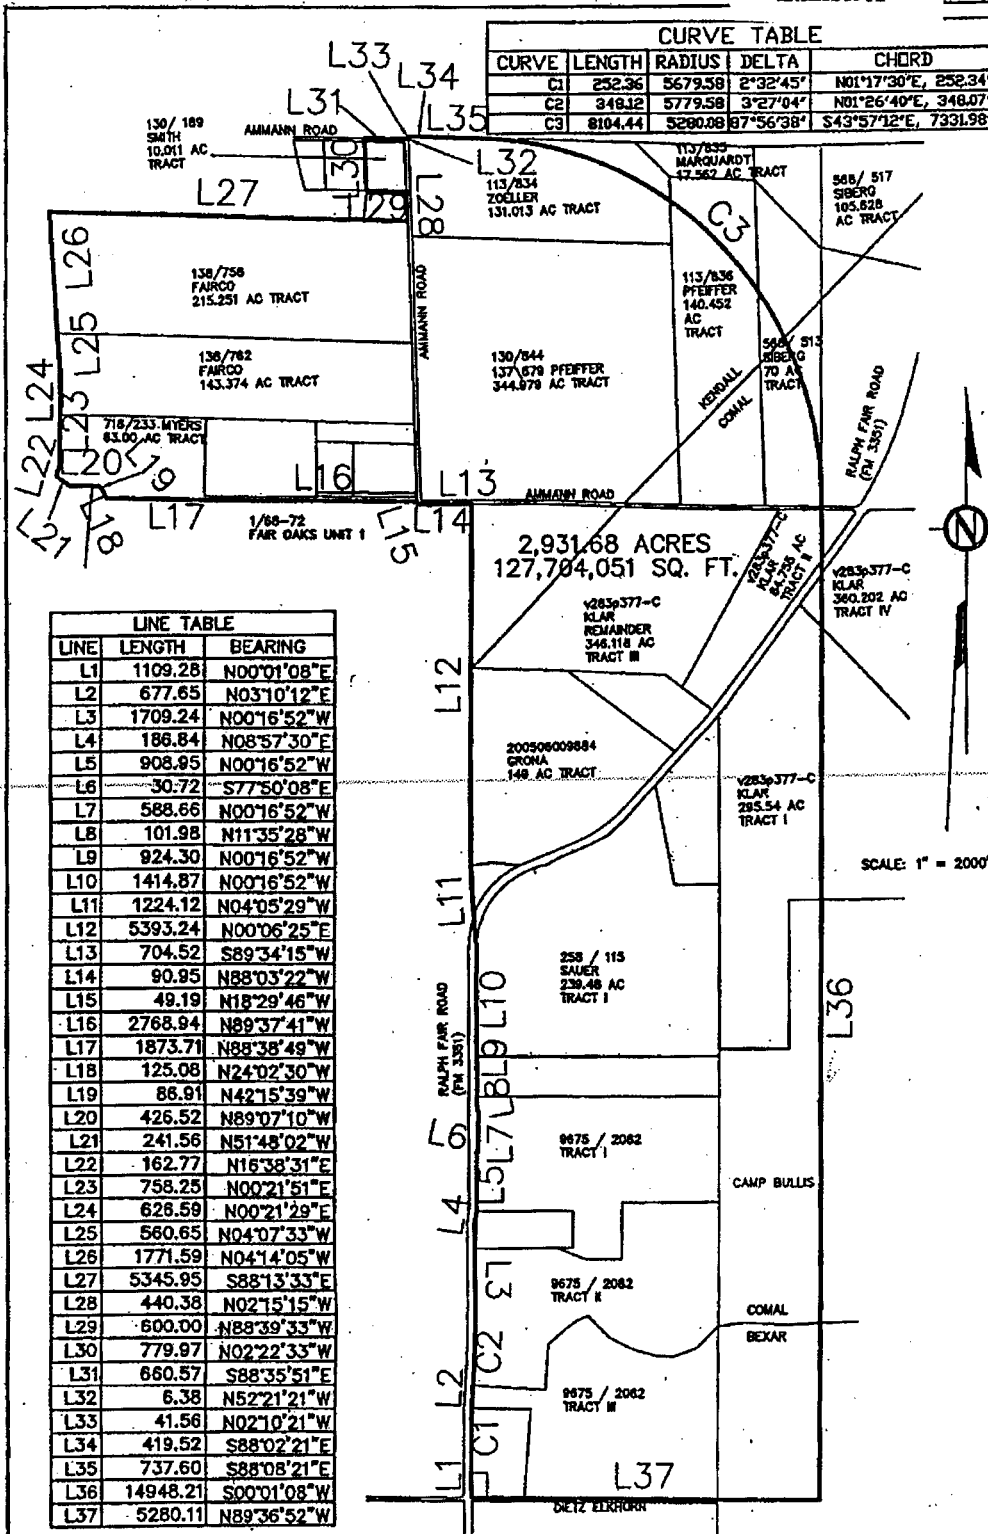 CURVE TABLE
CURVE LENGTH RADIUS DELTA CHORD
C1 252.36 5679.58 2°32'45" N01°17'30"E, 252.34'
C2 348.12 5779.58 3°27'04" N01°26'40"E, 348.07'
C3 8104.44 5280.08 87°56'38" S43°57'12"E, 7331.98'
L33
L34
L31
L35
130/ 189
SMITH
10.011 AC
TRACT
AMMANN ROAD
L30
L32
L27
L29
L28
113/834
ZOELLER
131.013 AC TRACT
113/835
MARQUARDT
17.562 AC TRACT
568/ 517
SIBERG
105.628
AC TRACT
C3
L26
138/756
FAIRCO
215.251 AC TRACT
AMMANN ROAD
113/836
PFEIFFER
140.452
AC
TRACT
L25
138/762
FAIRCO
143.374 AC TRACT
130/844
137/679 PFEIFFER
344.979 AC TRACT
568/ 513
SIBERG
70 AC
TRACT
KENDALL
COMAL
RALPH FAIR ROAD
(FM 3351)
L24
L23
716/233 MYERS
63.00 AC TRACT
L22
L20
L19
L16
L13
AMMANN ROAD
L21
L18
L17
L15
L14
1/68-72
FAIR OAKS UNIT 1
N
2,931.68 ACRES
127,704,051 SQ. FT.
v283p377-C
KLAR
84.755 AC
TRACT II
v283p377-C
KLAR
360.202 AC
TRACT IV
v283p377-C
KLAR
REMAINDER
346.118 AC
TRACT III
L12
200506009884
GRONA
149 AC TRACT
v283p377-C
KLAR
295.54 AC
TRACT I
SCALE: 1" = 2000'
LINE TABLE
LINE LENGTH BEARING
L1 1109.28 N00°01'08"E
L2 677.65 N03°10'12"E
L3 1709.24 N00°16'52"W
L4 186.84 N08°57'30"E
L5 908.95 N00°16'52"W
L6 30.72 S77°50'08"E
L7 588.66 N00°16'52"W
L8 101.98 N11°35'28"W
L9 924.30 N00°16'52"W
L10 1414.87 N00°16'52"W
L11 1224.12 N04°05'29"W
L12 5393.24 N00°06'25"E
L13 704.52 S89°34'15"W
L14 90.95 N88°03'22"W
L15 49.19 N18°29'46"W
L16 2768.94 N89°37'41"W
L17 1873.71 N88°38'49"W
L18 125.08 N24°02'30"W
L19 86.91 N42°15'39"W
L20 426.52 N89°07'10"W
L21 241.56 N51°48'02"W
L22 162.77 N16°38'31"E
L23 758.25 N00°21'51"E
L24 626.59 N00°21'29"E
L25 560.65 N04°07'33"W
L26 1771.59 N04°14'05"W
L27 5345.95 S88°13'33"E
L28 440.38 N02°15'15"W
L29 600.00 N88°39'33"W
L30 779.97 N02°22'33"W
L31 660.57 S88°35'51"E
L32 6.38 N52°21'21"W
L33 41.56 N02°10'21"W
L34 419.52 S88°02'21"E
L35 737.60 S88°08'21"E
L36 14948.21 S00°01'08"W
L37 5280.11 N89°36'52"W
L11
258 / 115
SAUER
239.48 AC
TRACT I
L36
L10
RALPH FAIR ROAD
(FM 3351)
L9
L8
L6
L7
9675 / 2062
TRACT I
L5
CAMP BULLIS
L4
L3
9675 / 2062
TRACT II
COMAL
BEXAR
C2
L2
9675 / 2062
TRACT III
C1
L1
L37
DIETZ ELKHORN